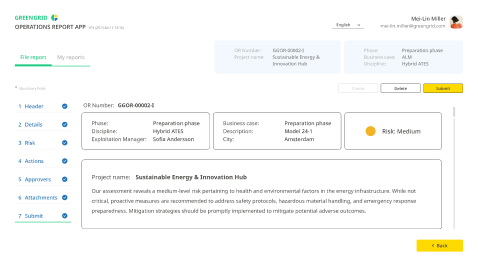 GREENGRID
OPERATIONS REPORT APP
English
Mei-Lin Miller
mei-lin.miller@greengrid.com
File report
My reports
OR Number: GGOR-00002-I
Project name: Sustainable Energy & Innovation Hub
Phase: Preparation phase
Business case: ALM
Discipline: Hybrid ATES
Delete
Submit
1 Header
2 Details
3 Risk
4 Actions
5 Approvers
6 Attachments
7 Submit
OR Number: GGOR-00002-I
Phase: Preparation phase
Discipline: Hybrid ATES
Exploitation Manager: Sofia Andersson
Business case: Preparation phase
Description: Model 24-1
City: Amsterdam
Risk: Medium
Project name: Sustainable Energy & Innovation Hub
Our assessment reveals a medium-level risk pertaining to health and environmental factors in the energy infrastructure. While not
critical, proactive measures are recommended to address safety protocols, hazardous material handling, and emergency response
preparedness. Mitigation strategies should be promptly implemented to mitigate potential adverse outcomes.
< Back